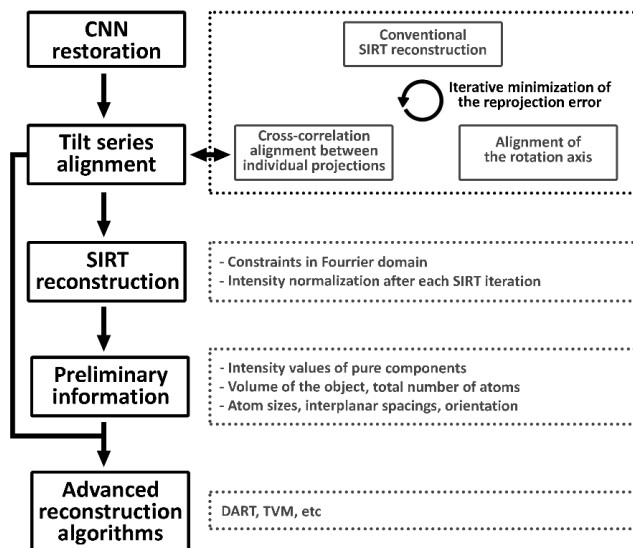 CNN
restoration
Conventional
SIRT reconstruction
Iterative minimization of
the reprojection error
Tilt series
alignment
Cross-correlation
alignment between
individual projections
Alignment of
the rotation axis
SIRT
reconstruction
- Constraints in Fourrier domain
- Intensity normalization after each SIRT iteration
Preliminary
information
- Intensity values of pure components
- Volume of the object, total number of atoms
- Atom sizes, interplanar spacings, orientation
Advanced
reconstruction
algorithms
DART, TVM, etc